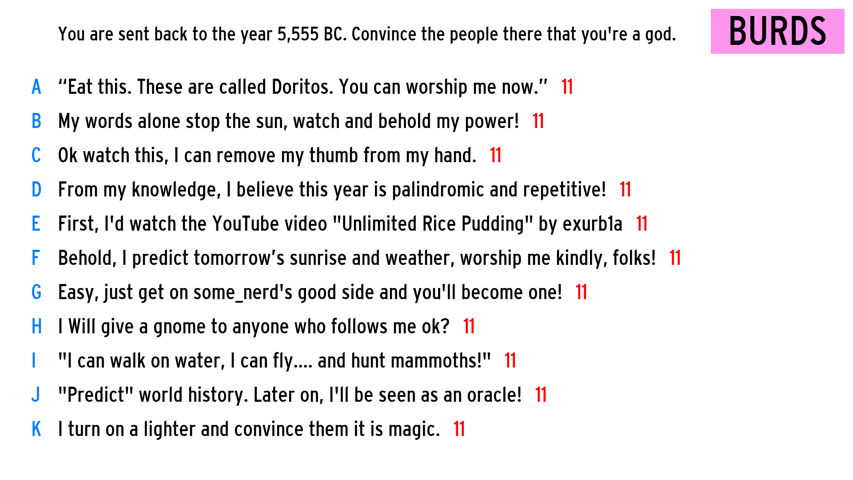 You are sent back to the year 5,555 BC. Convince the people there that you're a god.
BURDS
A “Eat this. These are called Doritos. You can worship me now.” 11
B My words alone stop the sun, watch and behold my power! 11
C Ok watch this, I can remove my thumb from my hand. 11
D From my knowledge, I believe this year is palindromic and repetitive! 11
E First, I'd watch the YouTube video "Unlimited Rice Pudding" by exurb1a 11
F Behold, I predict tomorrow’s sunrise and weather, worship me kindly, folks! 11
G Easy, just get on some_nerd's good side and you'll become one! 11
H I Will give a gnome to anyone who follows me ok? 11
I "I can walk on water, I can fly.... and hunt mammoths!" 11
J "Predict" world history. Later on, I'll be seen as an oracle! 11
K I turn on a lighter and convince them it is magic. 11